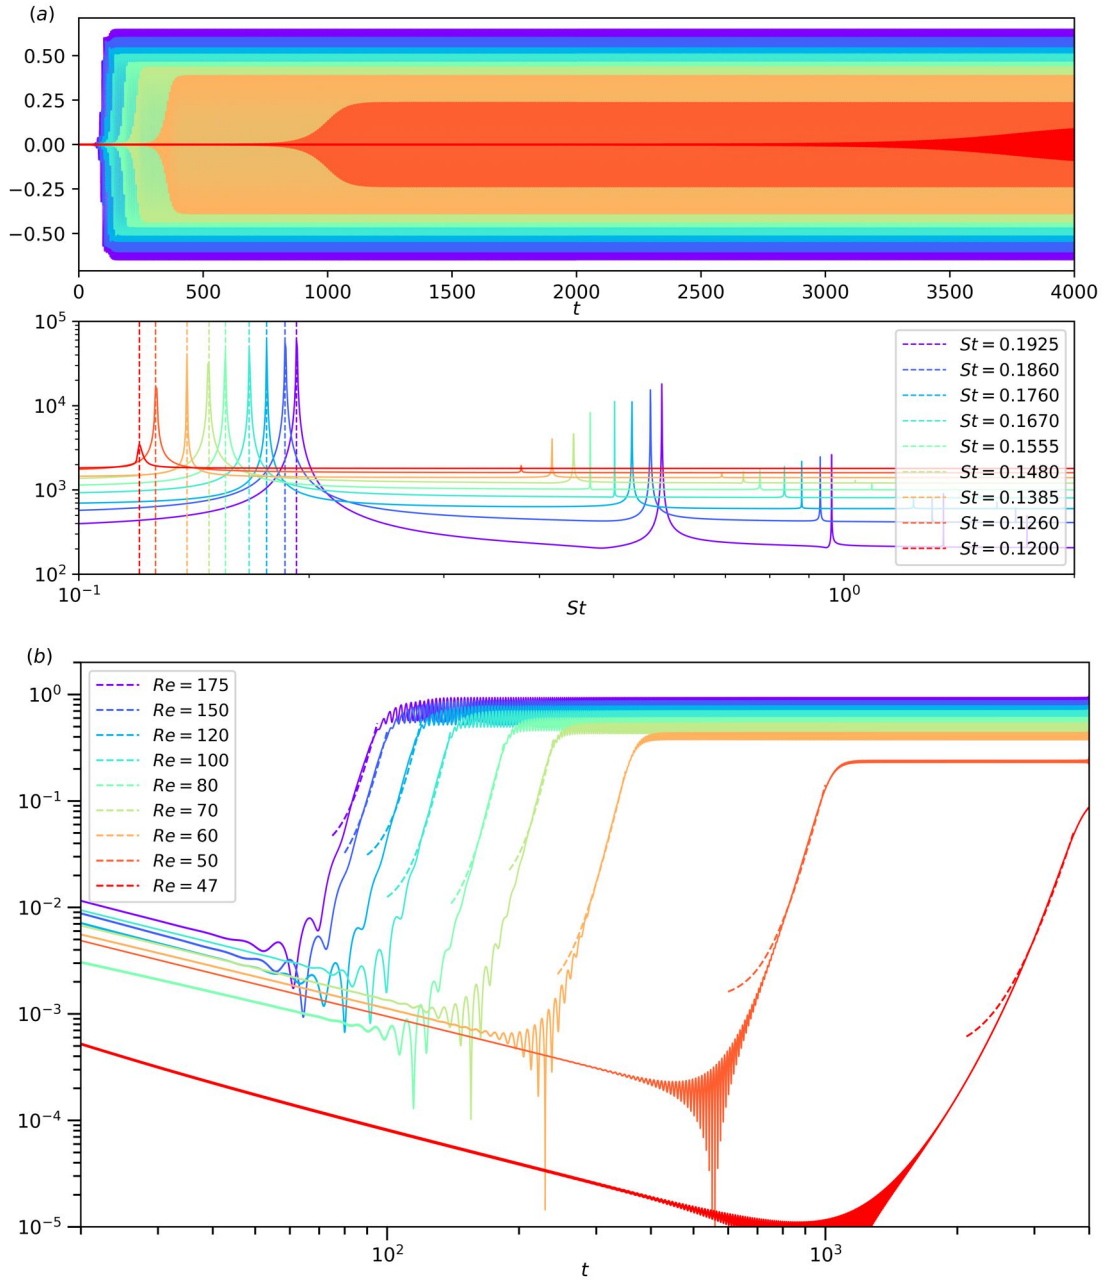 (a)
0.50
0.25
0.00
−0.25
−0.50
0 500 1000 1500 2000 2500 3000 3500 4000
t
10^5
10^4
10^3
10^2
St = 0.1925
St = 0.1860
St = 0.1760
St = 0.1670
St = 0.1555
St = 0.1480
St = 0.1385
St = 0.1260
St = 0.1200
10^−1 10^0
St
(b)
10^0
10^−1
10^−2
10^−3
10^−4
10^−5
Re = 175
Re = 150
Re = 120
Re = 100
Re = 80
Re = 70
Re = 60
Re = 50
Re = 47
10^2 10^3
t